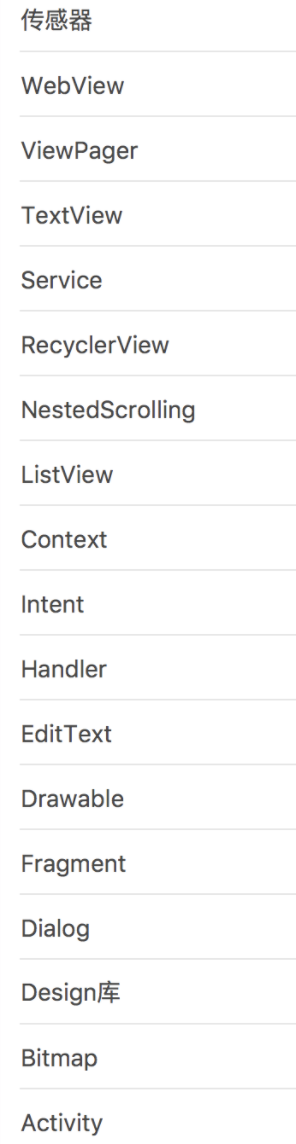 传感器
WebView
ViewPager
TextView
Service
RecyclerView
NestedScrolling
ListView
Context
Intent
Handler
EditText
Drawable
Fragment
Dialog
Design库
Bitmap
Activity